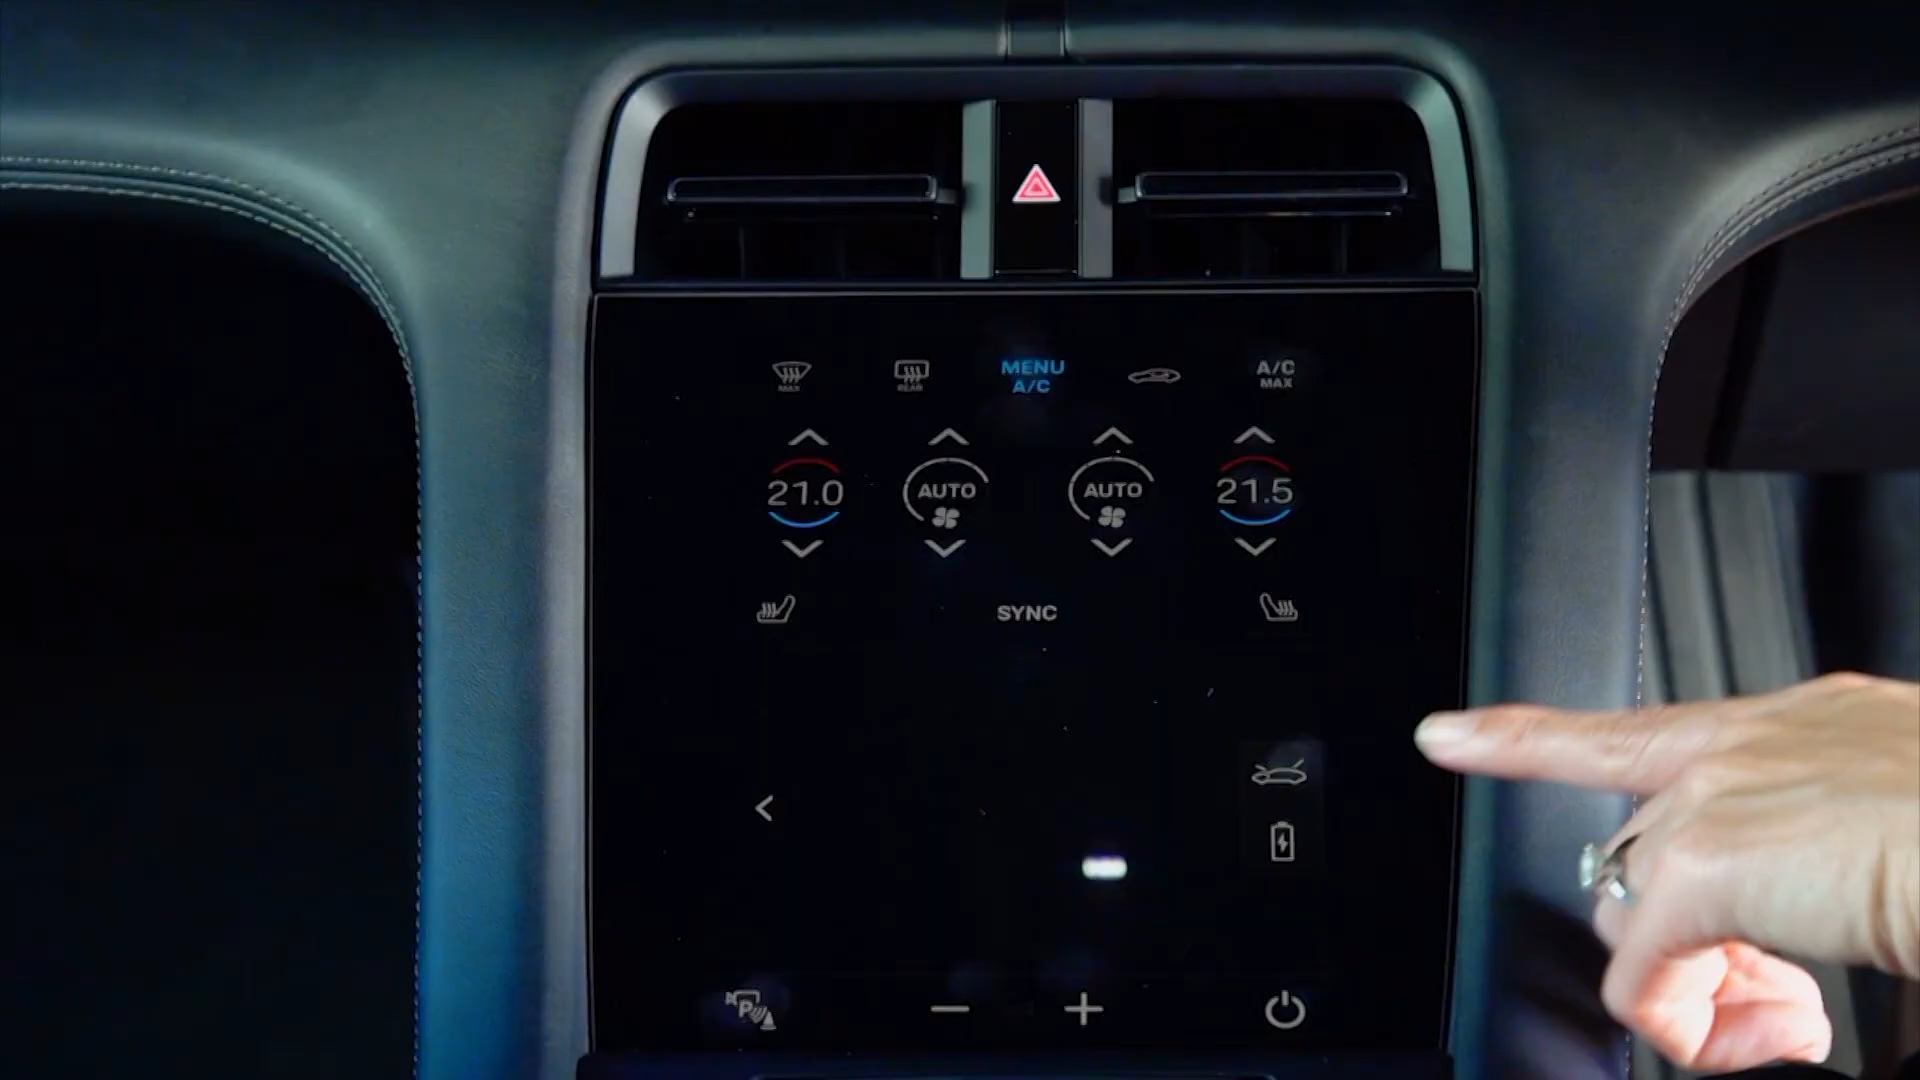 MENU
A/C
A/C
MAX
MAX
REAR
21.0
AUTO
AUTO
21.5
SYNC
P